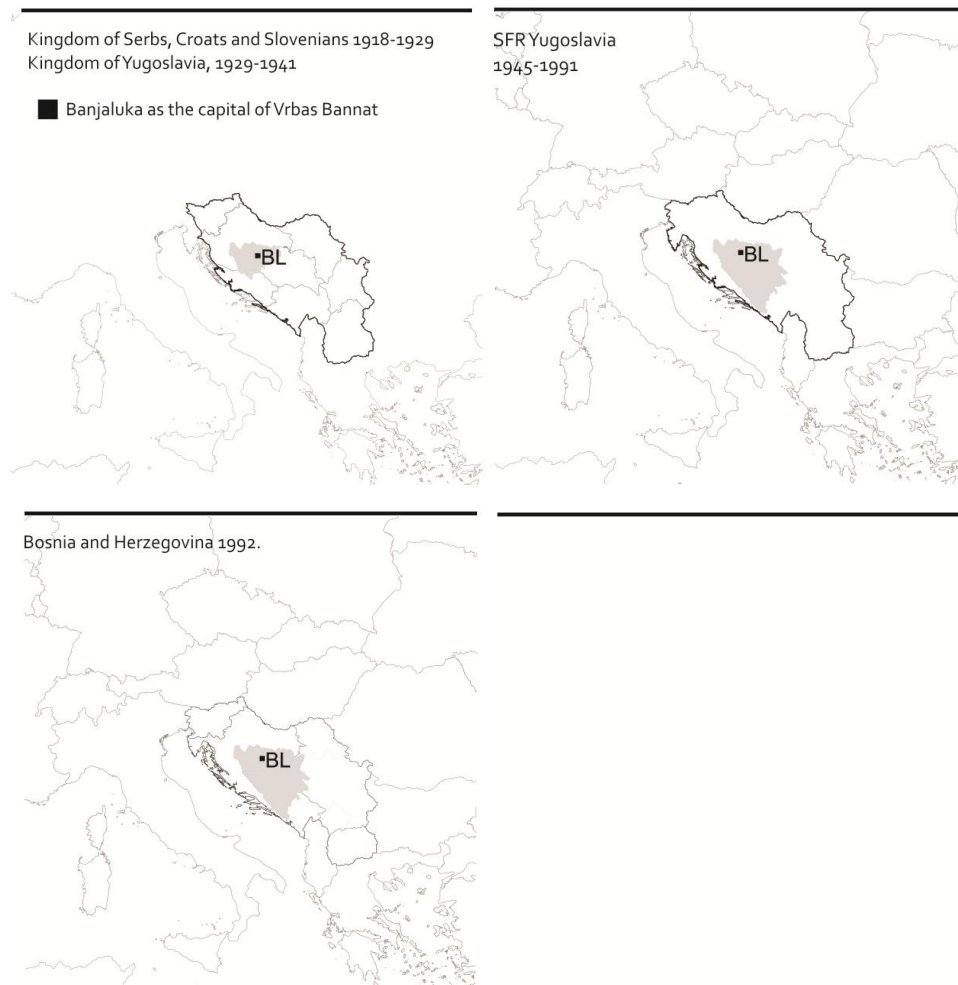 Kingdom of Serbs, Croats and Slovenians 1918-1929
Kingdom of Yugoslavia, 1929-1941
Banjaluka as the capital of Vrbas Bannat
BL
SFR Yugoslavia
1945-1991
BL
Bosnia and Herzegovina 1992.
BL